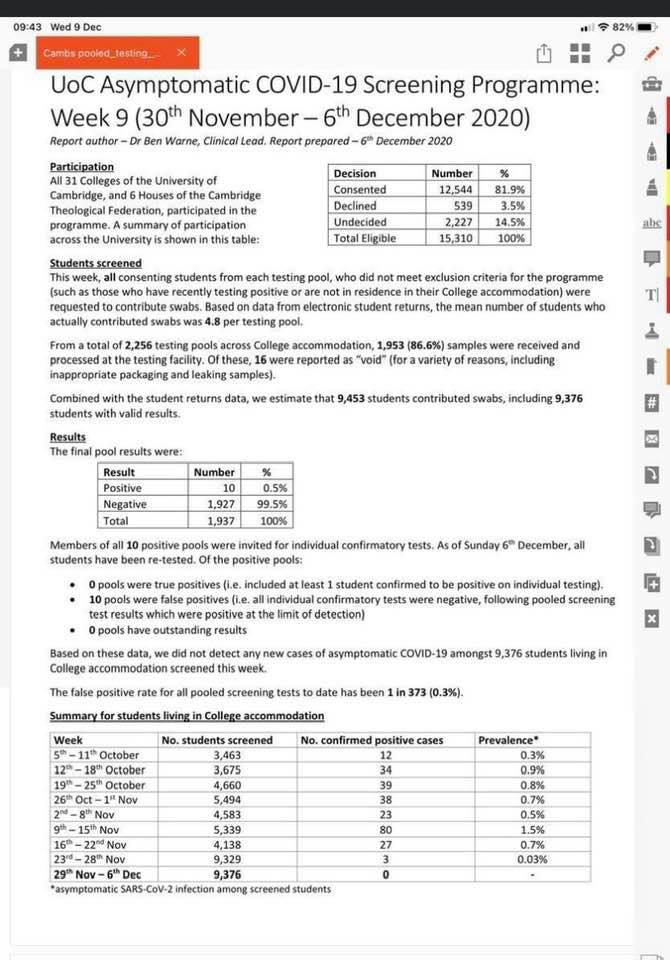 09:43 Wed 9 Dec
82%
Cambs pooled_testing_...
UoC Asymptomatic COVID-19 Screening Programme:
Week 9 (30th November – 6th December 2020)
Report author – Dr Ben Warne, Clinical Lead. Report prepared – 6th December 2020
Participation
All 31 Colleges of the University of
Cambridge, and 6 Houses of the Cambridge
Theological Federation, participated in the
programme. A summary of participation
across the University is shown in this table:
Decision Number %
Consented 12,544 81.9%
Declined 539 3.5%
Undecided 2,227 14.5%
Total Eligible 15,310 100%
Students screened
This week, all consenting students from each testing pool, who did not meet exclusion criteria for the programme
(such as those who have recently testing positive or are not in residence in their College accommodation) were
requested to contribute swabs. Based on data from electronic student returns, the mean number of students who
actually contributed swabs was 4.8 per testing pool.
From a total of 2,256 testing pools across College accommodation, 1,953 (86.6%) samples were received and
processed at the testing facility. Of these, 16 were reported as "void" (for a variety of reasons, including
inappropriate packaging and leaking samples).
Combined with the student returns data, we estimate that 9,453 students contributed swabs, including 9,376
students with valid results.
Results
The final pool results were:
Result Number %
Positive 10 0.5%
Negative 1,927 99.5%
Total 1,937 100%
Members of all 10 positive pools were invited for individual confirmatory tests. As of Sunday 6th December, all
students have been re-tested. Of the positive pools:
• 0 pools were true positives (i.e. included at least 1 student confirmed to be positive on individual testing).
• 10 pools were false positives (i.e. all individual confirmatory tests were negative, following pooled screening
test results which were positive at the limit of detection)
• 0 pools have outstanding results
Based on these data, we did not detect any new cases of asymptomatic COVID-19 amongst 9,376 students living in
College accommodation screened this week.
The false positive rate for all pooled screening tests to date has been 1 in 373 (0.3%).
Summary for students living in College accommodation
Week No. students screened No. confirmed positive cases Prevalence*
5th – 11th October 3,463 12 0.3%
12th – 18th October 3,675 34 0.9%
19th – 25th October 4,660 39 0.8%
26th Oct – 1st Nov 5,494 38 0.7%
2nd – 8th Nov 4,583 23 0.5%
9th – 15th Nov 5,339 80 1.5%
16th – 22nd Nov 4,138 27 0.7%
23rd – 28th Nov 9,329 3 0.03%
29th Nov – 6th Dec 9,376 0 -
*asymptomatic SARS-CoV-2 infection among screened students
abc
T
#